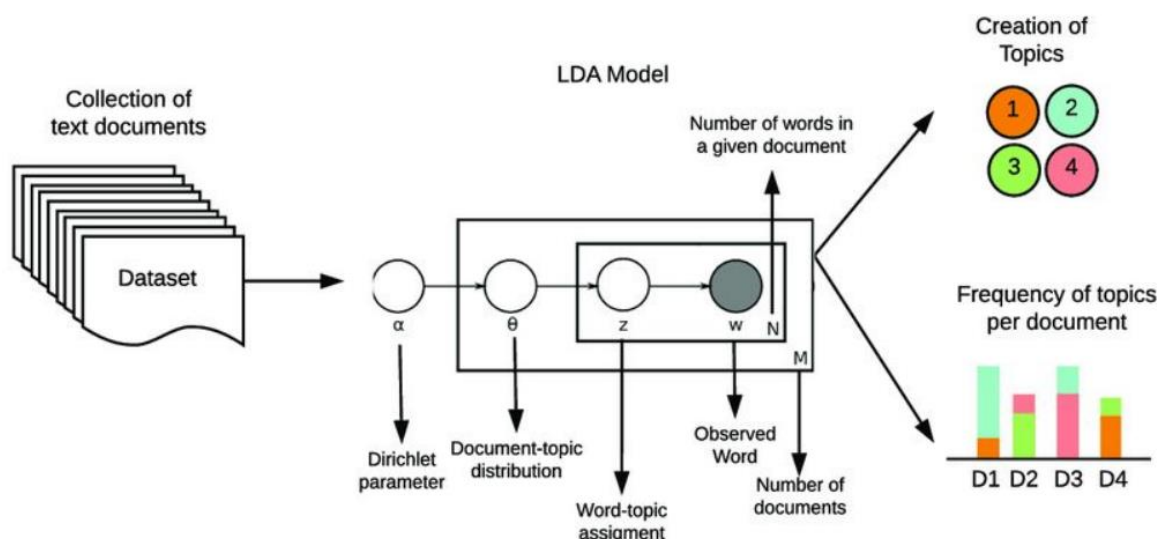 Collection of
text documents
Dataset
LDA Model
Number of words in
a given document
α
θ
z
w
N
M
Dirichlet
parameter
Document-topic
distribution
Word-topic
assigment
Observed
Word
Number of
documents
Creation of
Topics
1
2
3
4
Frequency of topics
per document
D1 D2 D3 D4